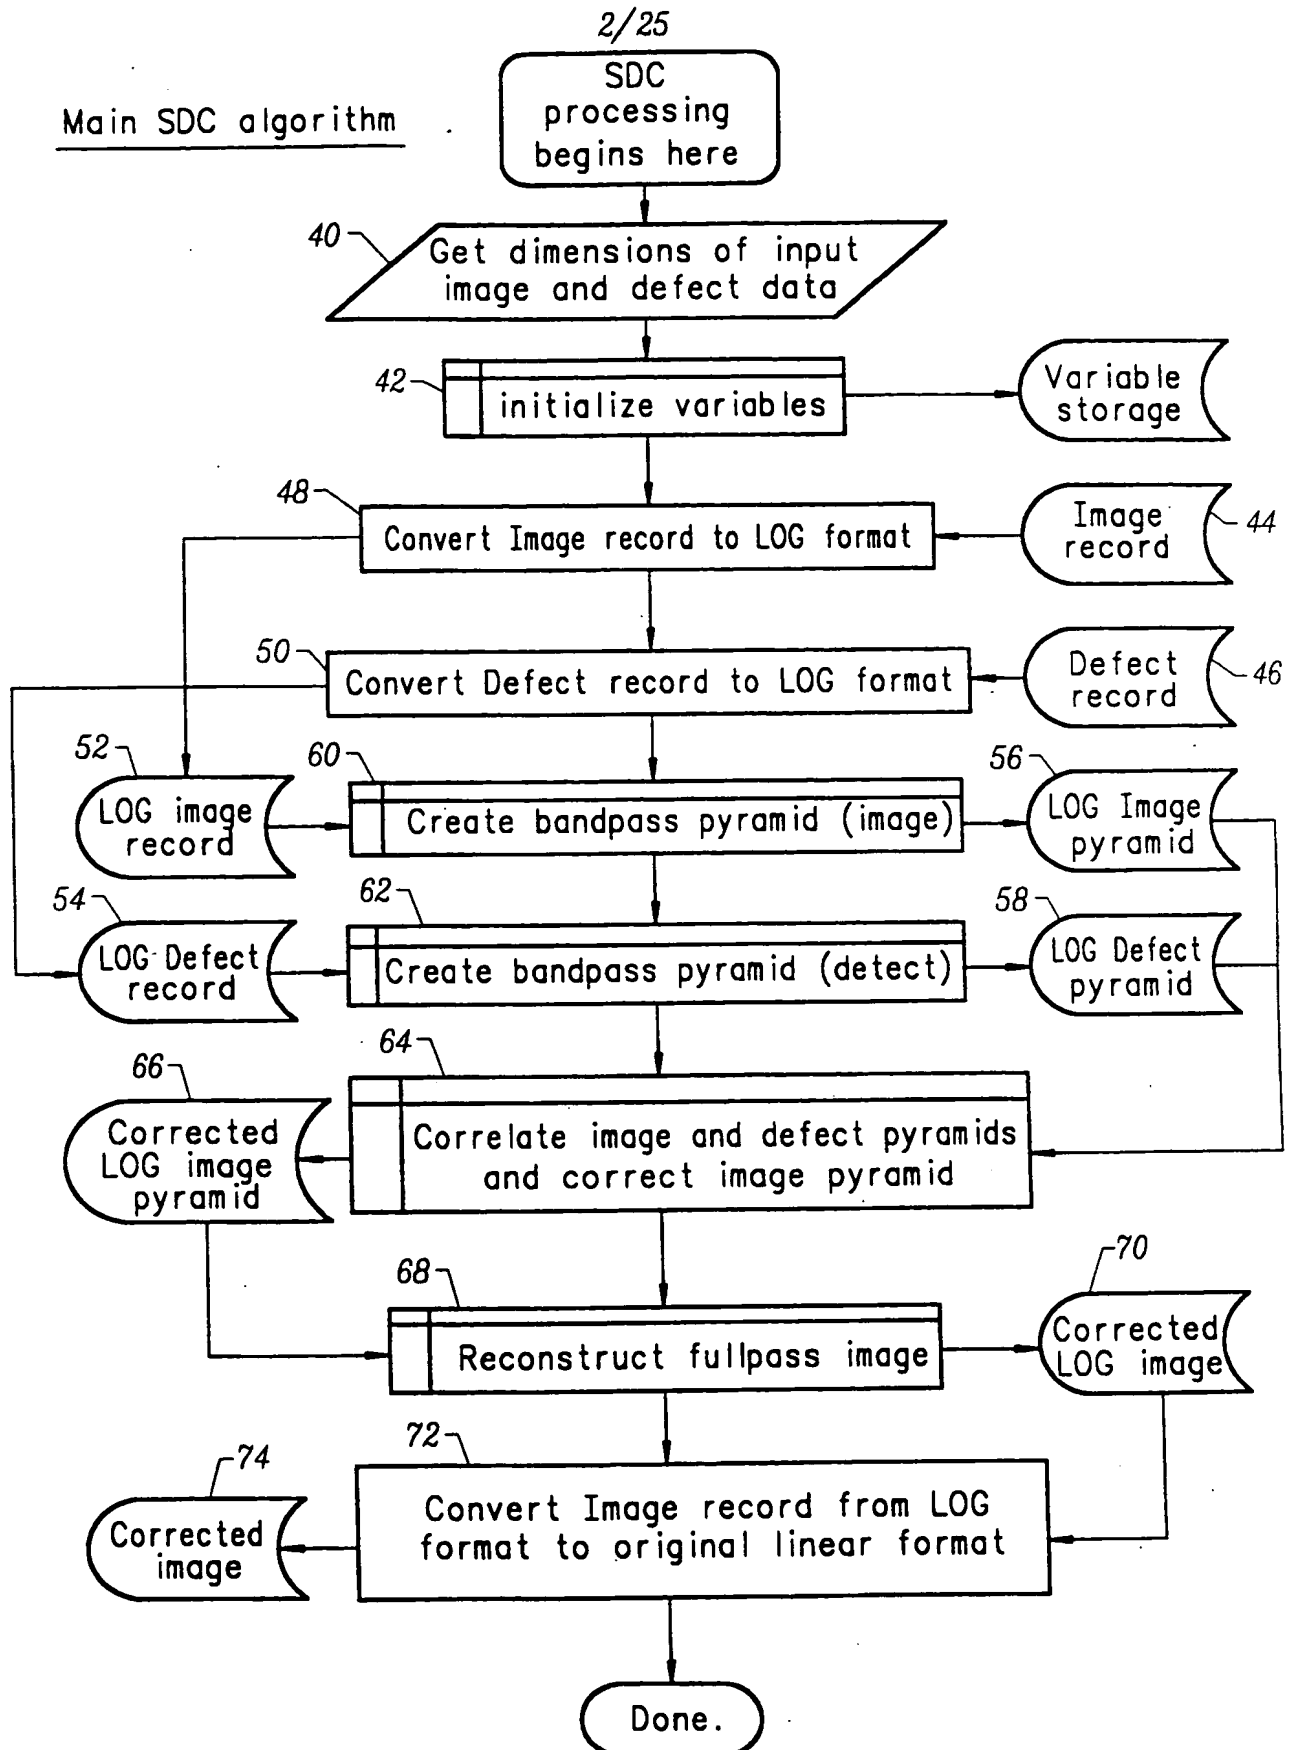 2/25
Main SDC algorithm
SDC
processing
begins here
40
Get dimensions of input
image and defect data
42
initialize variables
Variable
storage
48
Convert Image record to LOG format
Image
record
44
50
Convert Defect record to LOG format
Defect
record
46
52
LOG image
record
60
Create bandpass pyramid (image)
56
LOG Image
pyramid
54
LOG Defect
record
62
Create bandpass pyramid (detect)
58
LOG Defect
pyramid
64
Correlate image and defect pyramids
and correct image pyramid
66
Corrected
LOG image
pyramid
68
Reconstruct fullpass image
70
Corrected
LOG image
72
Convert Image record from LOG
format to original linear format
74
Corrected
image
Done.